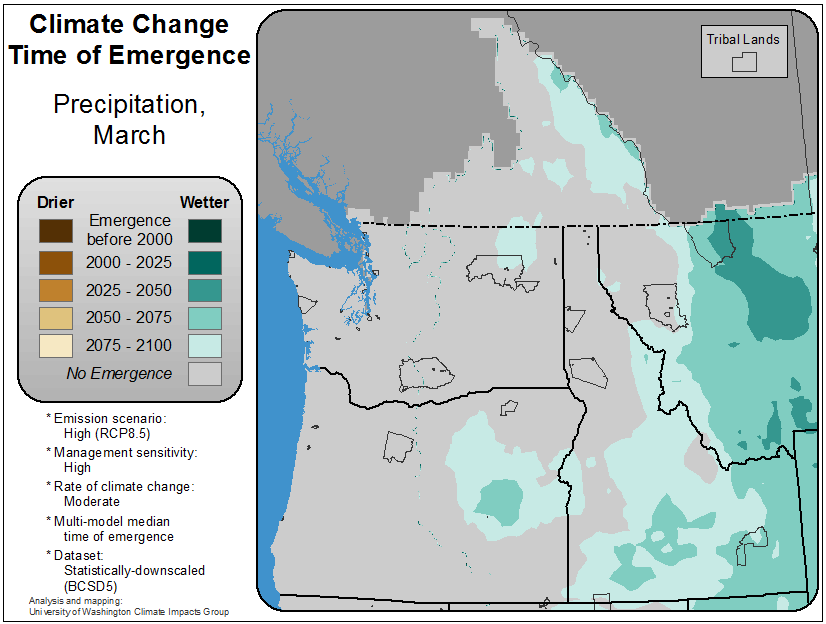 Climate Change
Time of Emergence
Precipitation,
March
Drier
Wetter
Emergence
before 2000
2000 - 2025
2025 - 2050
2050 - 2075
2075 - 2100
No Emergence
* Emission scenario:
High (RCP8.5)
* Management sensitivity:
High
* Rate of climate change:
Moderate
* Multi-model median
time of emergence
* Dataset:
Statistically-downscaled
(BCSD5)
Analysis and mapping:
University of Washington Climate Impacts Group
Tribal Lands